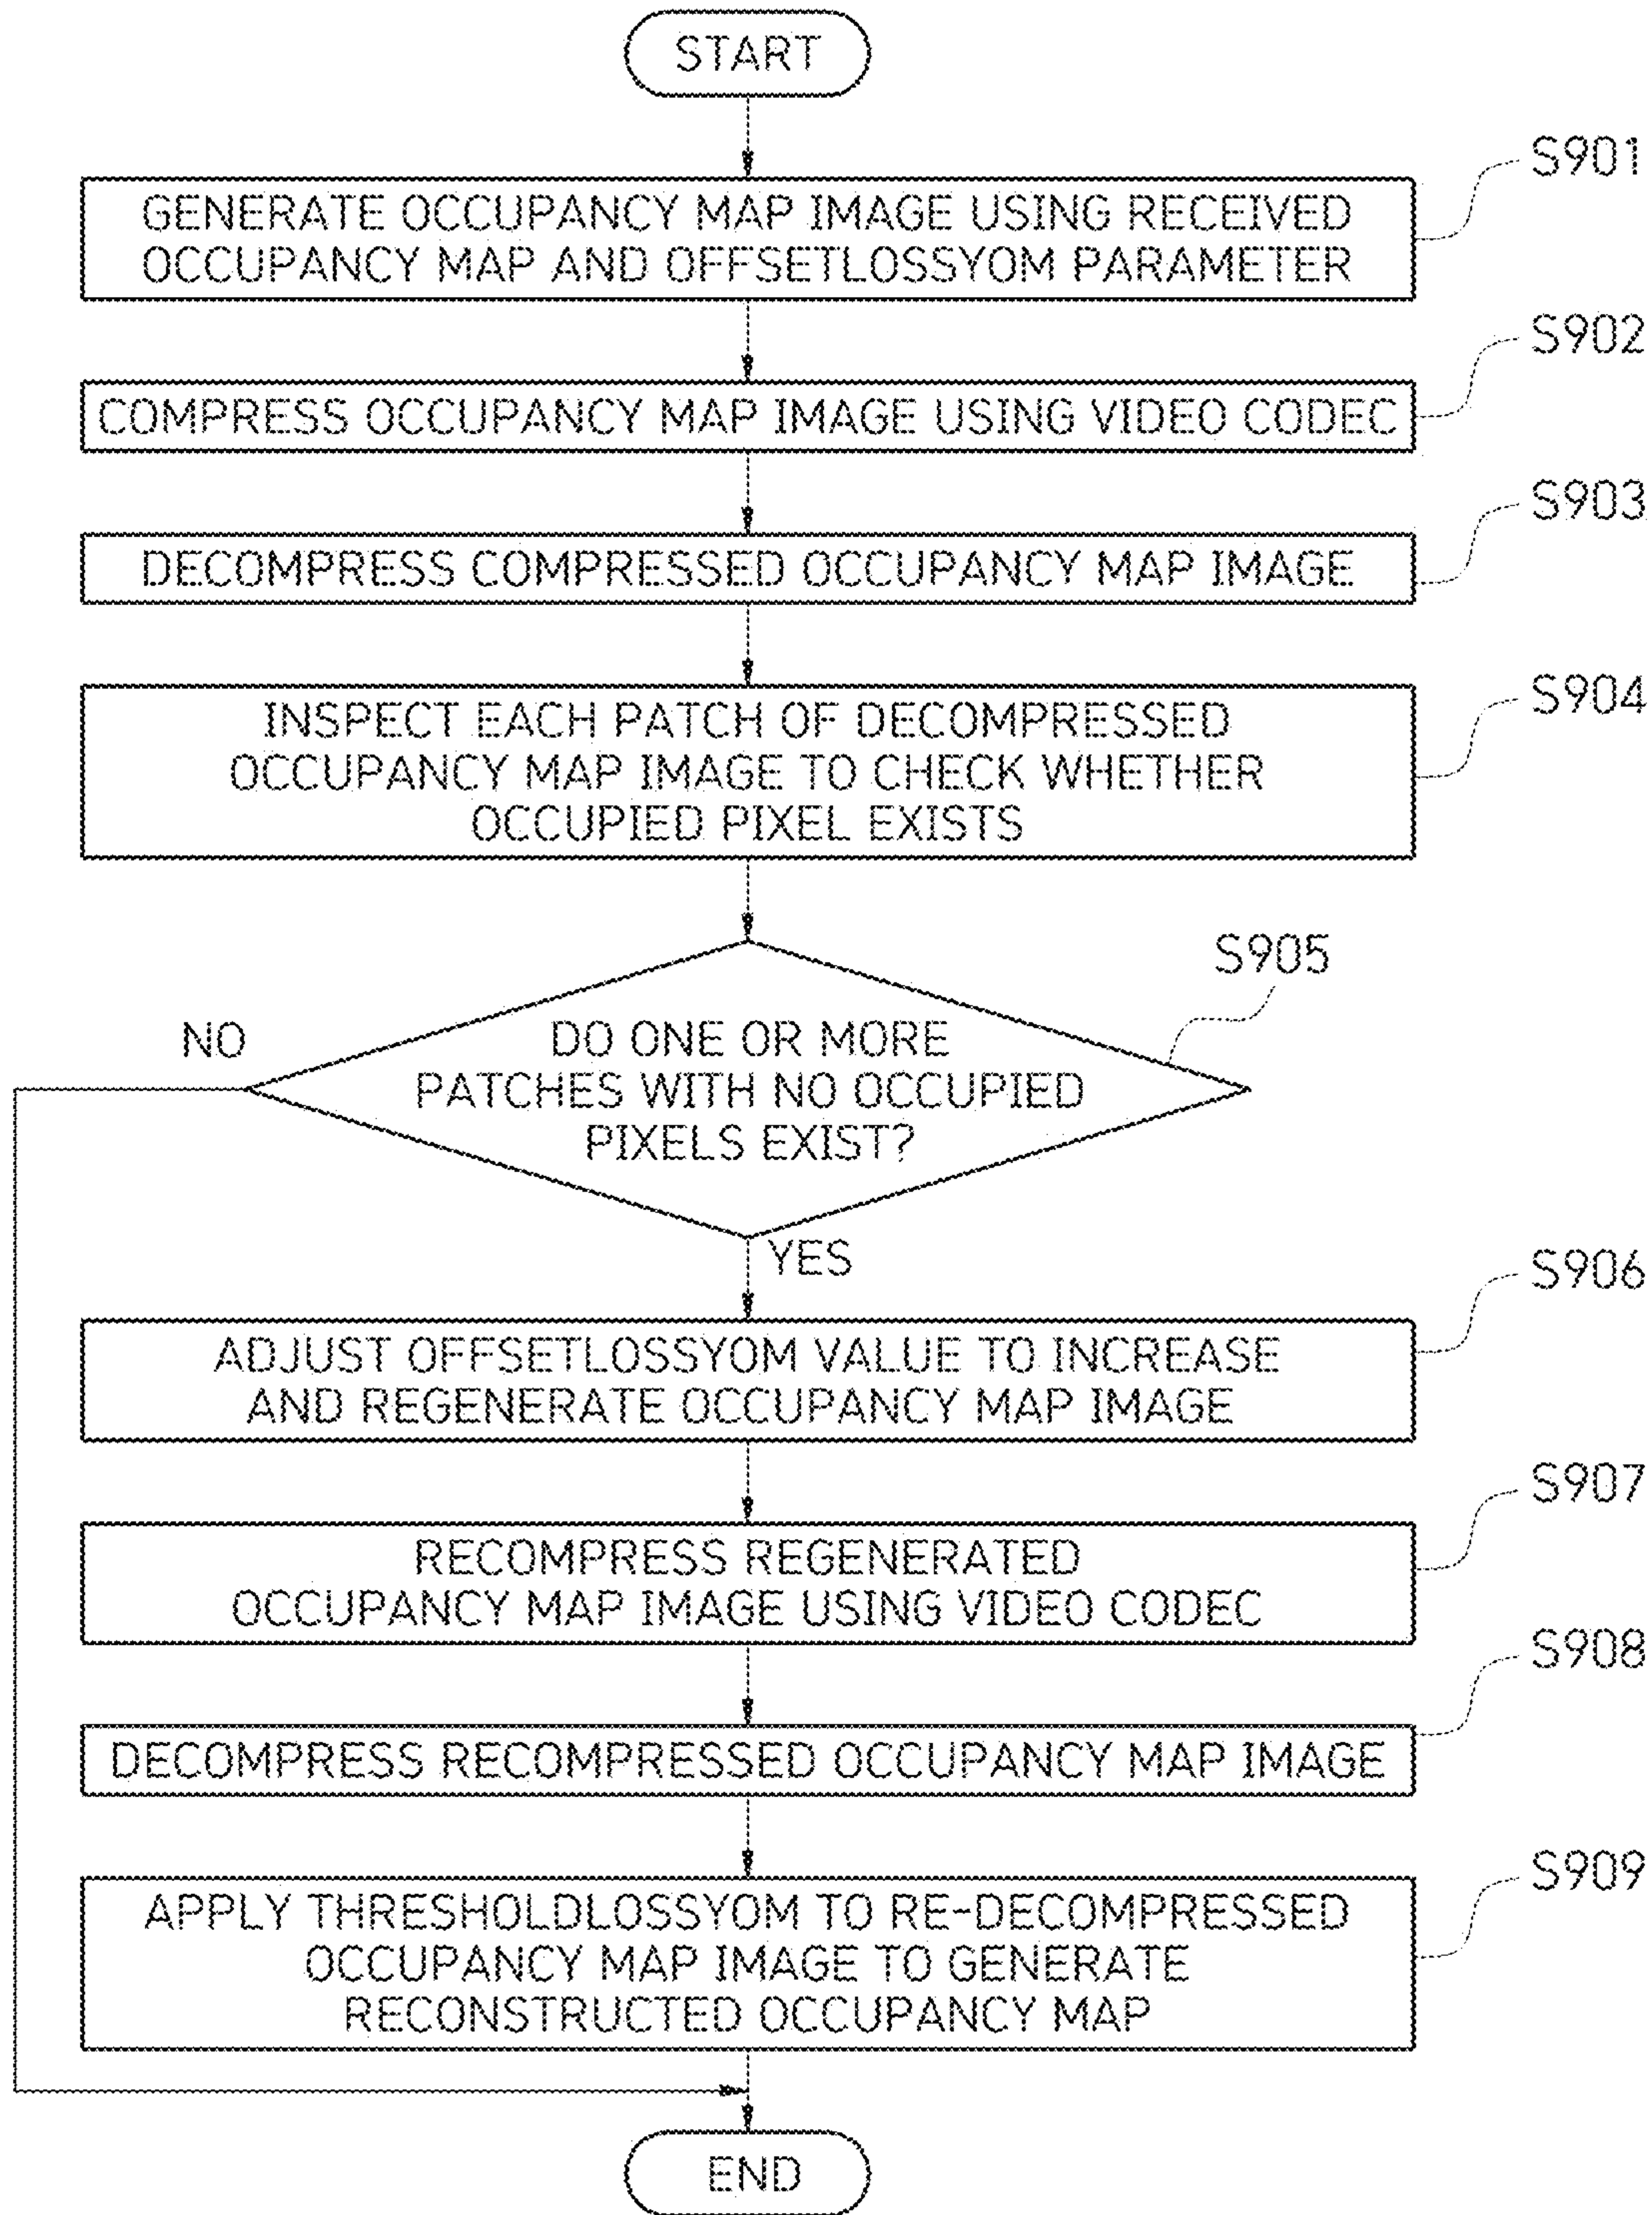 START
S901
GENERATE OCCUPANCY MAP IMAGE USING RECEIVED
OCCUPANCY MAP AND OFFSETLOSSYOM PARAMETER
S902
COMPRESS OCCUPANCY MAP IMAGE USING VIDEO CODEC
S903
DECOMPRESS COMPRESSED OCCUPANCY MAP IMAGE
S904
INSPECT EACH PATCH OF DECOMPRESSED
OCCUPANCY MAP IMAGE TO CHECK WHETHER
OCCUPIED PIXEL EXISTS
S905
NO
DO ONE OR MORE
PATCHES WITH NO OCCUPIED
PIXELS EXIST?
YES
S906
ADJUST OFFSETLOSSYOM VALUE TO INCREASE
AND REGENERATE OCCUPANCY MAP IMAGE
S907
RECOMPRESS REGENERATED
OCCUPANCY MAP IMAGE USING VIDEO CODEC
S908
DECOMPRESS RECOMPRESSED OCCUPANCY MAP IMAGE
S909
APPLY THRESHOLDLOSSYOM TO RE-DECOMPRESSED
OCCUPANCY MAP IMAGE TO GENERATE
RECONSTRUCTED OCCUPANCY MAP
END